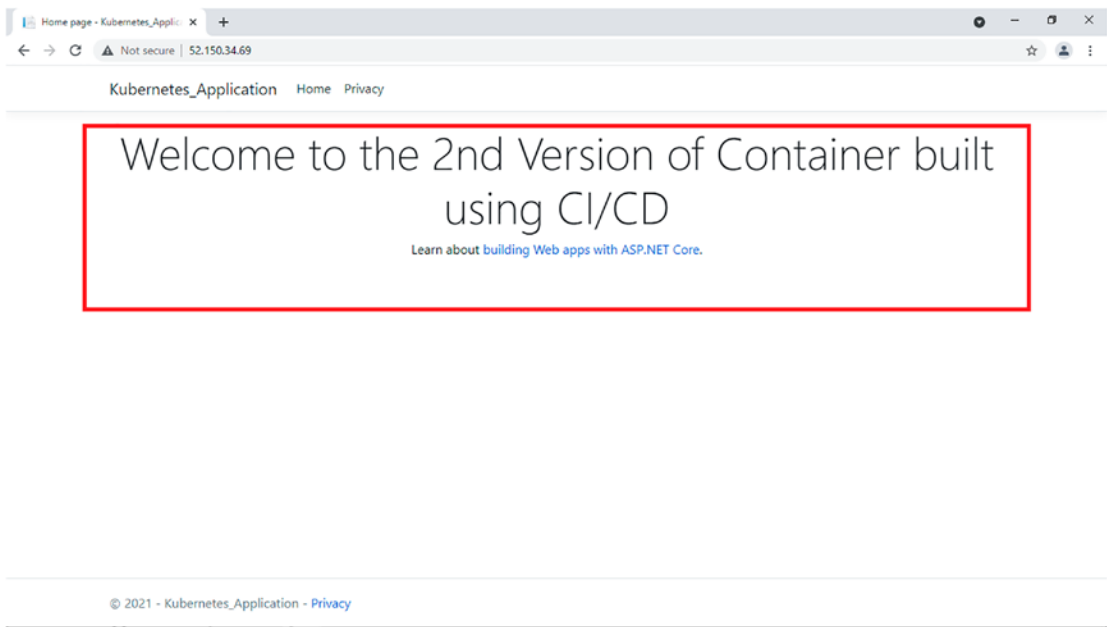 Home page - Kubernetes_Applic
Not secure | 52.150.34.69
Kubernetes_Application Home Privacy
Welcome to the 2nd Version of Container built
using CI/CD
Learn about building Web apps with ASP.NET Core.
© 2021 - Kubernetes_Application - Privacy